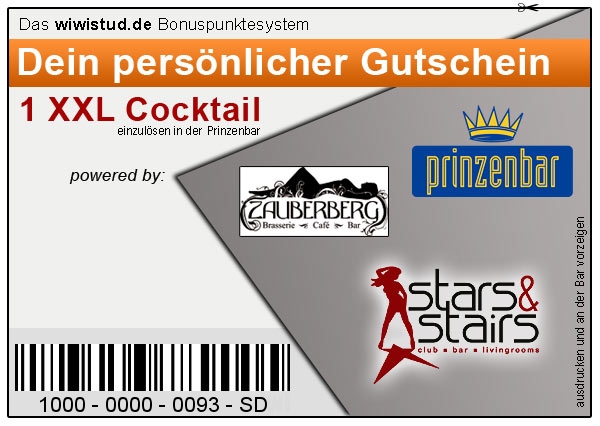 Das wiwistud.de Bonuspunktesystem
Dein persönlicher Gutschein
1 XXL Cocktail
einzulösen in der Prinzenbar
powered by:
prinzenbar
ZAUBERBERG
Brasserie Café Bar
stars&
stairs
club ▪ bar ▪ livingrooms
ausdrucken und an der Bar vorzeigen
1000 - 0000 - 0093 - SD